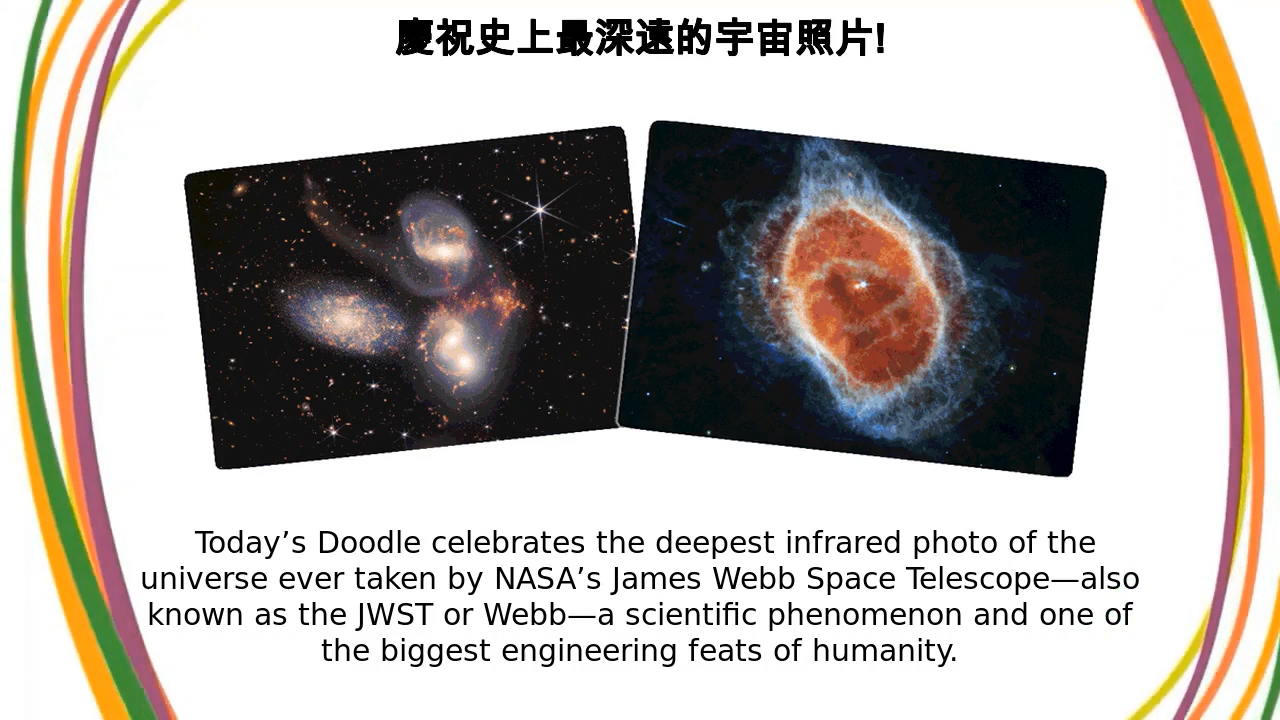 慶祝史上最深遠的宇宙照片!
Today’s Doodle celebrates the deepest infrared photo of the
universe ever taken by NASA’s James Webb Space Telescope—also
known as the JWST or Webb—a scientific phenomenon and one of
the biggest engineering feats of humanity.